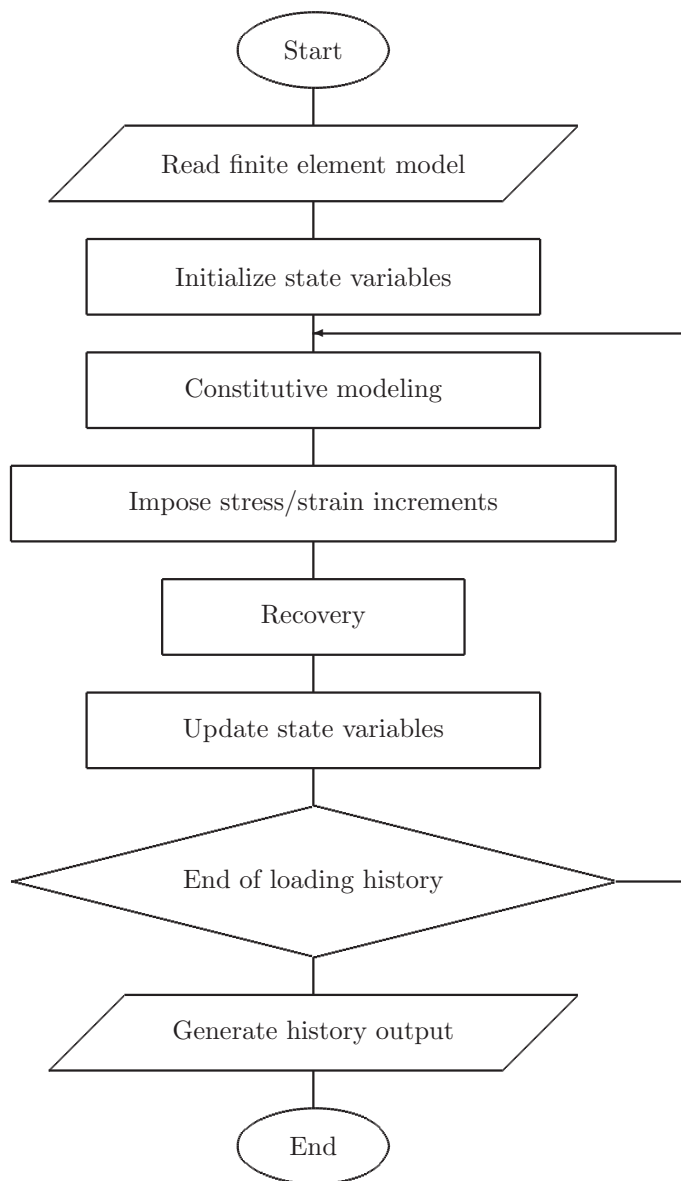 Start
Read finite element model
Initialize state variables
Constitutive modeling
Impose stress/strain increments
Recovery
Update state variables
End of loading history
Generate history output
End